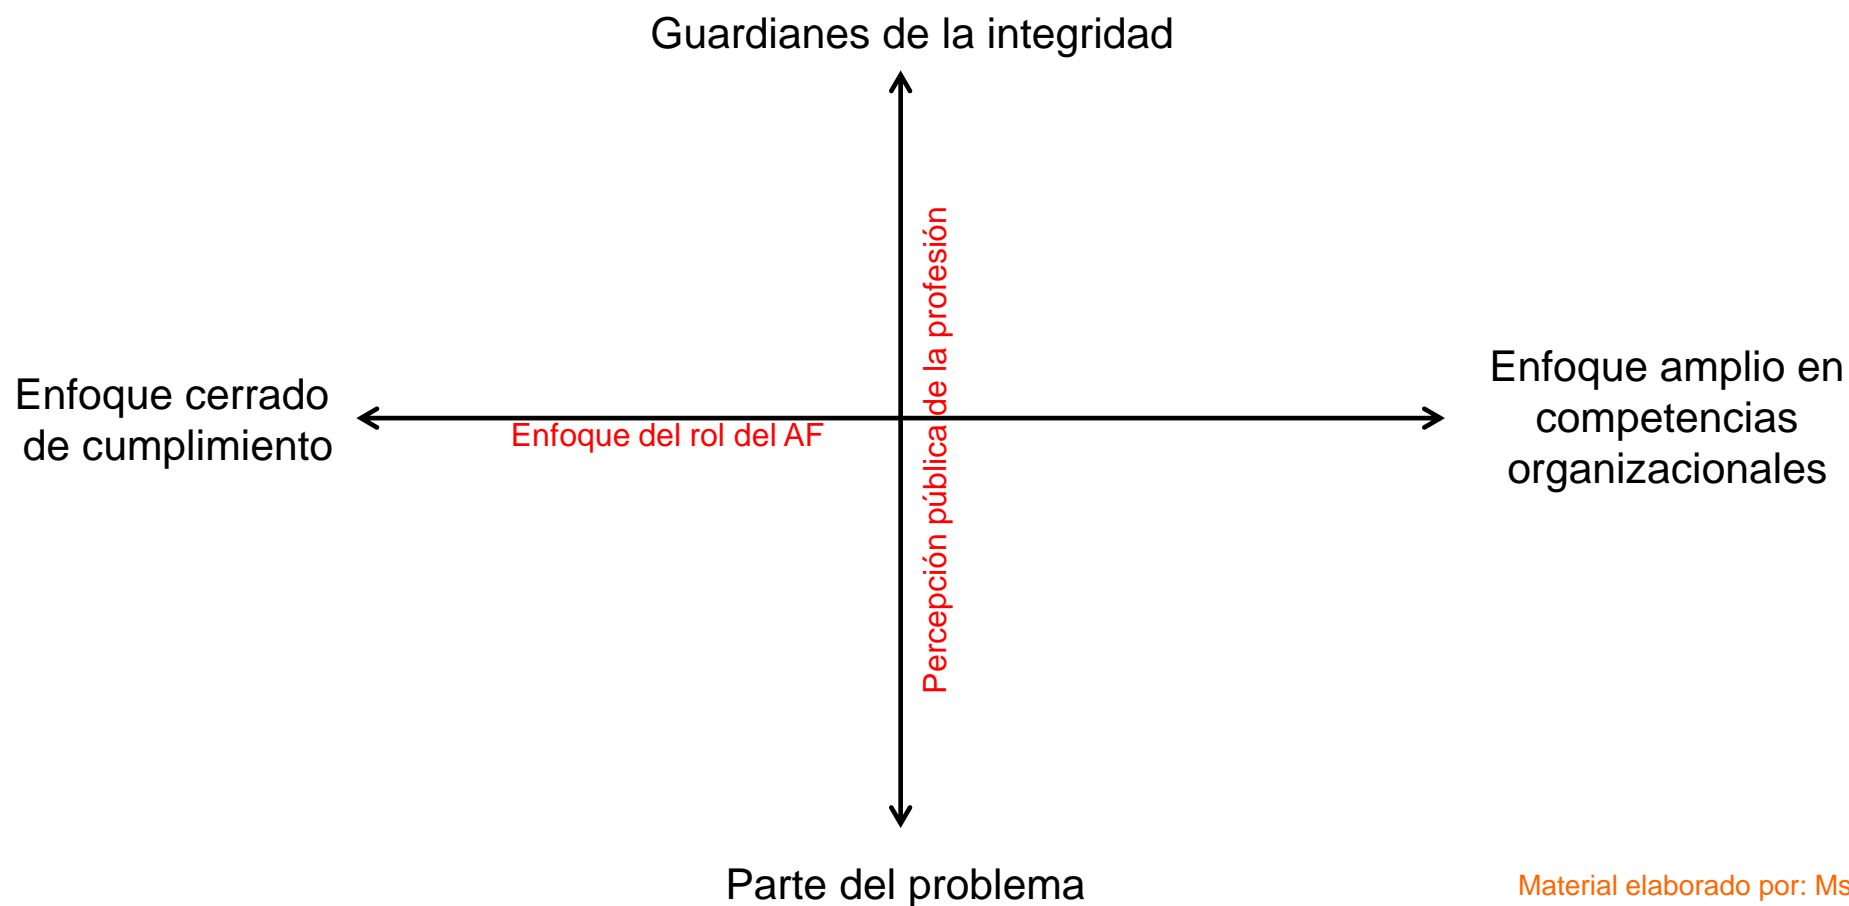 Guardianes de la integridad
Percepción pública de la profesión
Enfoque cerrado
de cumplimiento
Enfoque del rol del AF
Enfoque amplio en
competencias
organizacionales
Parte del problema
Material elaborado por: Ms